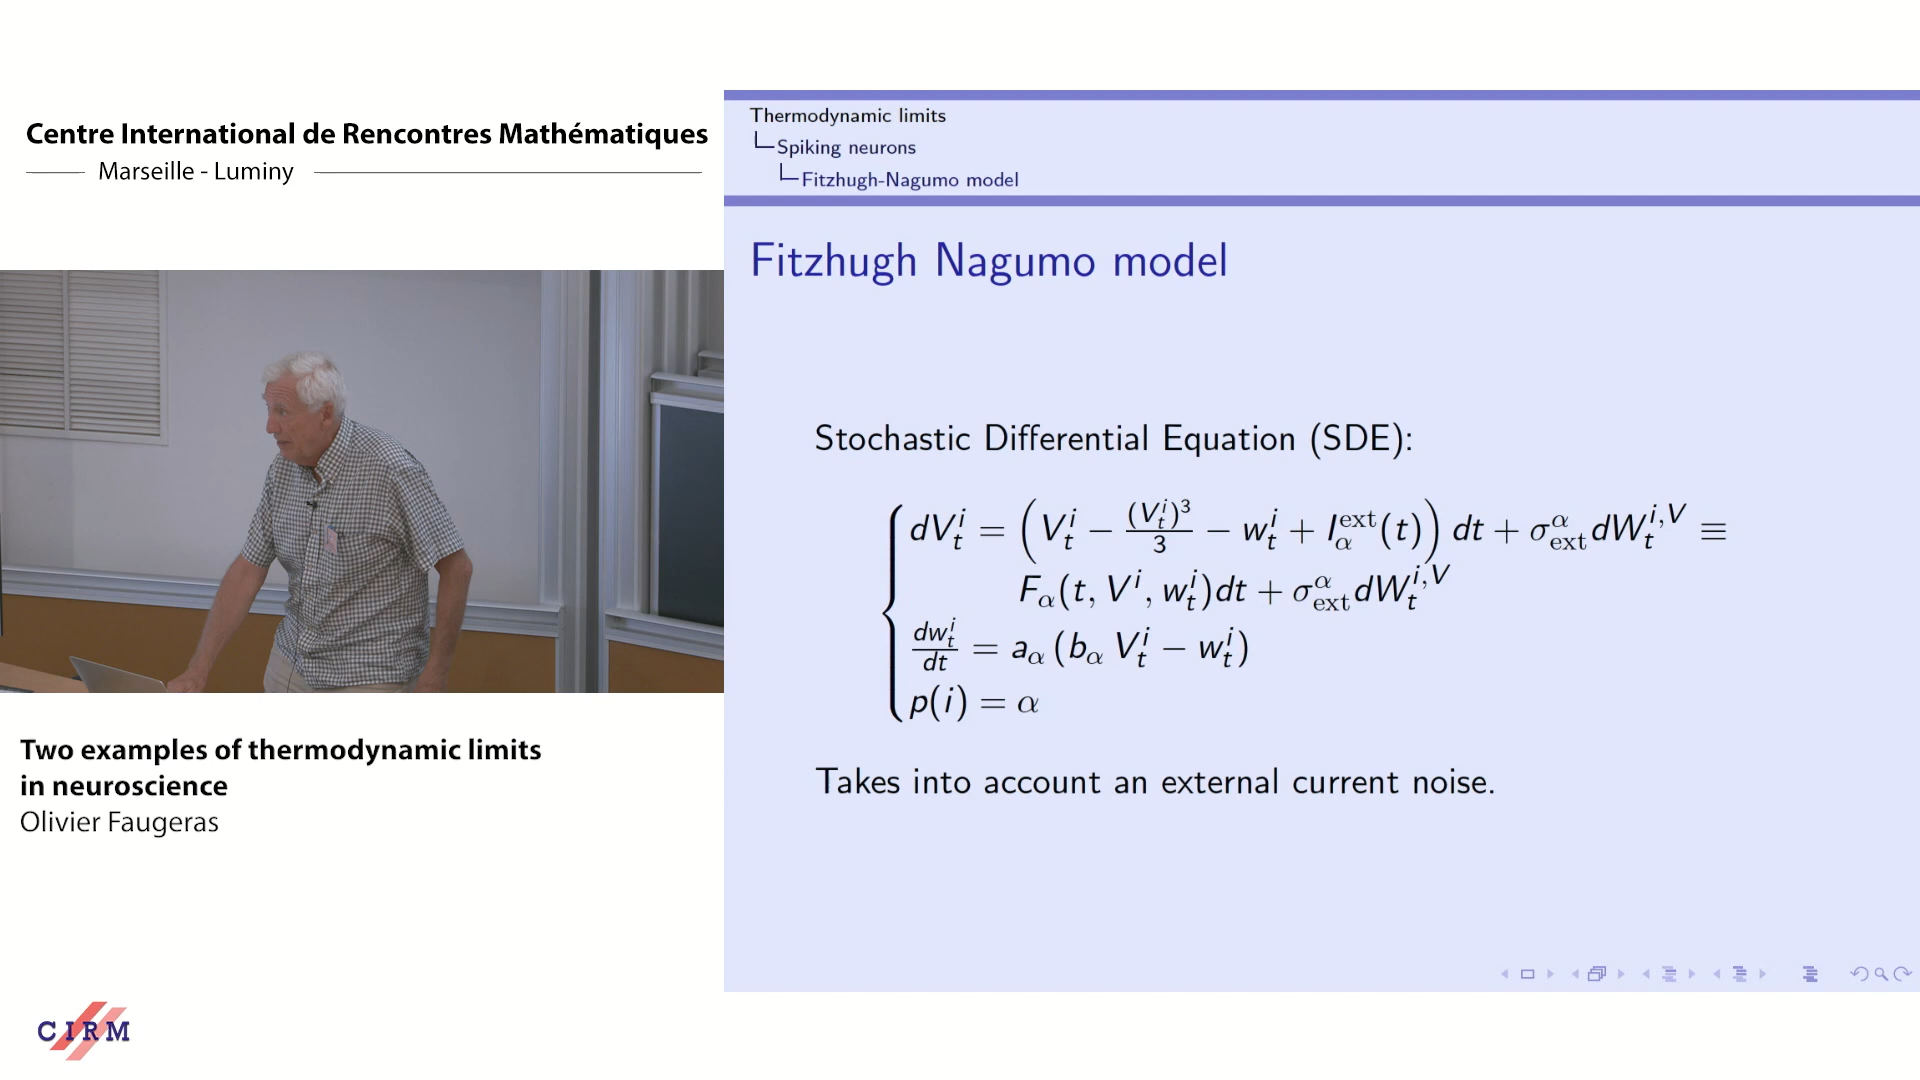 Centre International de Rencontres Mathématiques
Marseille - Luminy
Thermodynamic limits
Spiking neurons
Fitzhugh-Nagumo model
Fitzhugh Nagumo model
Stochastic Differential Equation (SDE):
dV_t^i = (V_t^i − (V_t^i)^3/3 − w_t^i + I_α^ext(t)) dt + σ_ext^α dW_t^{i,V} ≡
F_α(t, V^i, w_t^i)dt + σ_ext^α dW_t^{i,V}
dw_t^i/dt = a_α (b_α V_t^i − w_t^i)
p(i) = α
Takes into account an external current noise.
Two examples of thermodynamic limits
in neuroscience
Olivier Faugeras
CIRM